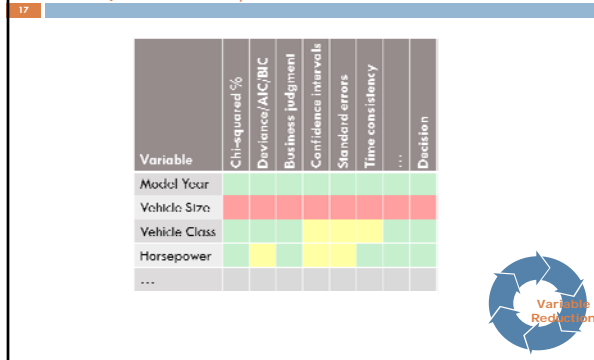 17
Variable
Chi-squared %
Deviance/AIC/BIC
Business judgment
Confidence intervals
Standard errors
Time consistency
...
Decision
Model Year
Vehicle Size
Vehicle Class
Horsepower
...
Variable
Reduction